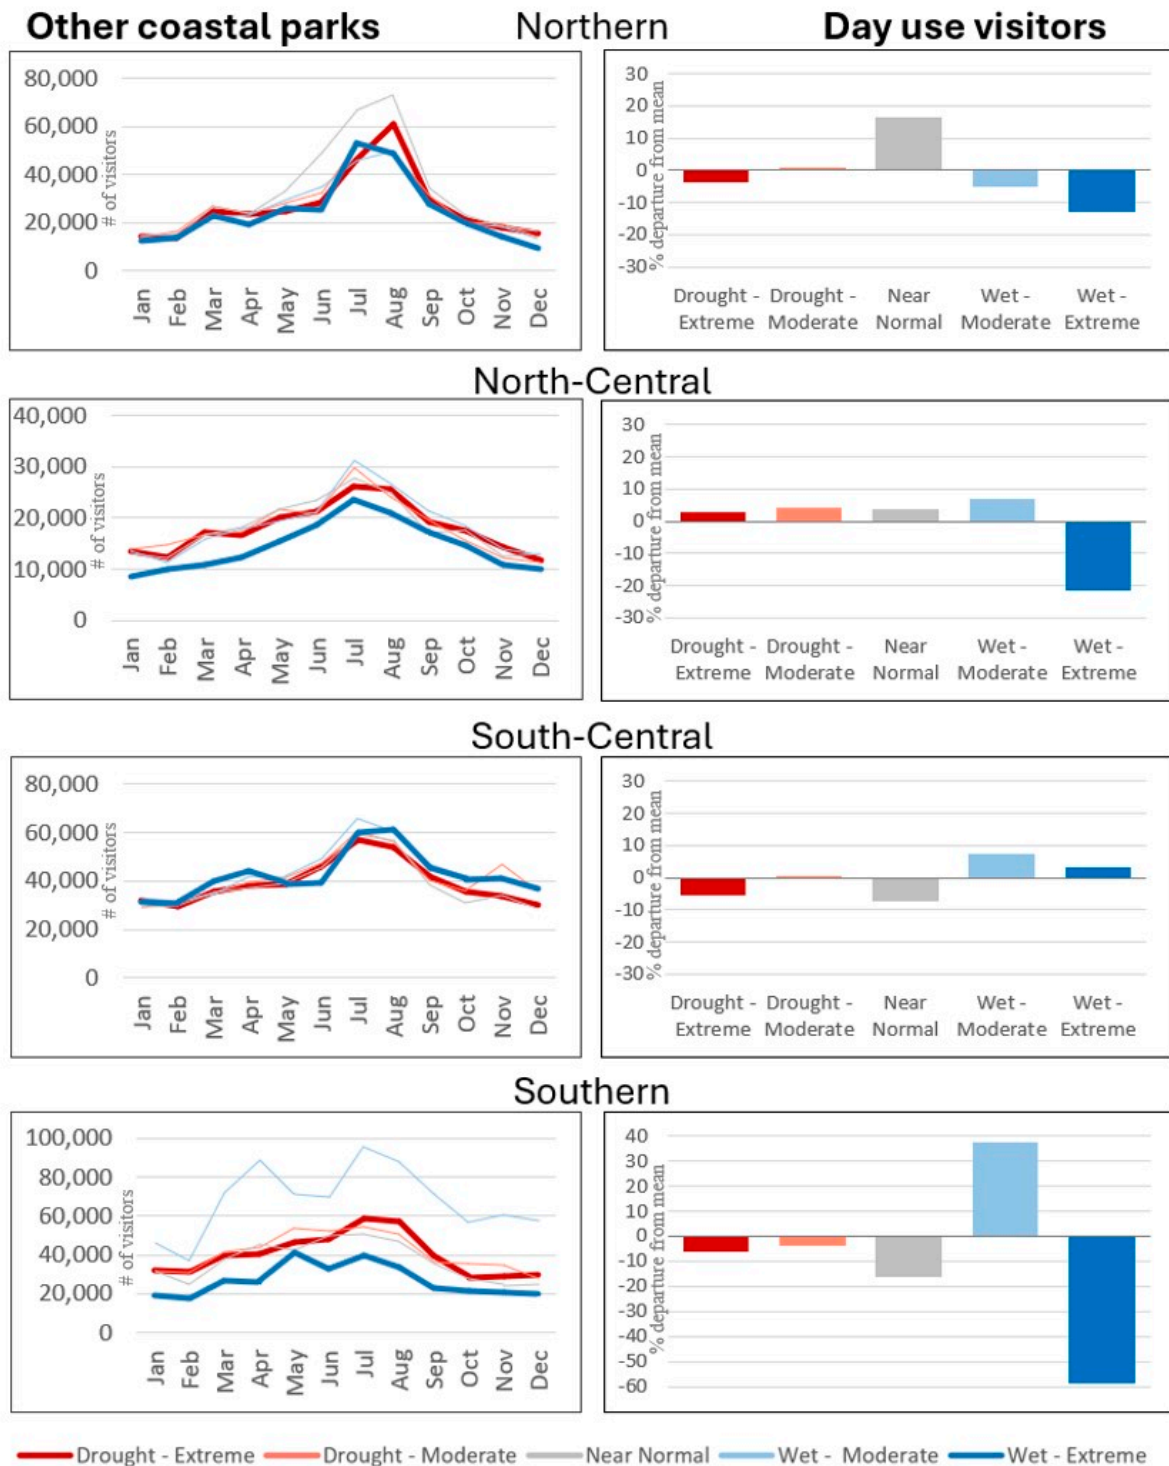 Other coastal parks Northern Day use visitors
80,000
60,000
40,000
20,000
0
# of visitors
Jan Feb Mar Apr May Jun Jul Aug Sep Oct Nov Dec
30
20
10
0
-10
-20
-30
% departure from mean
Drought - Drought - Near Wet - Wet -
Extreme Moderate Normal Moderate Extreme
North-Central
40,000
30,000
20,000
10,000
0
# of visitors
Jan Feb Mar Apr May Jun Jul Aug Sep Oct Nov Dec
30
20
10
0
-10
-20
-30
% departure from mean
Drought - Drought - Near Wet - Wet -
Extreme Moderate Normal Moderate Extreme
South-Central
80,000
60,000
40,000
20,000
0
# of visitors
Jan Feb Mar Apr May Jun Jul Aug Sep Oct Nov Dec
30
20
10
0
-10
-20
-30
% departure from mean
Drought - Drought - Near Wet - Wet -
Extreme Moderate Normal Moderate Extreme
Southern
100,000
80,000
60,000
40,000
20,000
0
# of visitors
Jan Feb Mar Apr May Jun Jul Aug Sep Oct Nov Dec
40
30
20
10
0
-10
-20
-30
-40
-50
-60
% departure from mean
Drought - Extreme Drought - Moderate Near Normal Wet - Moderate Wet - Extreme